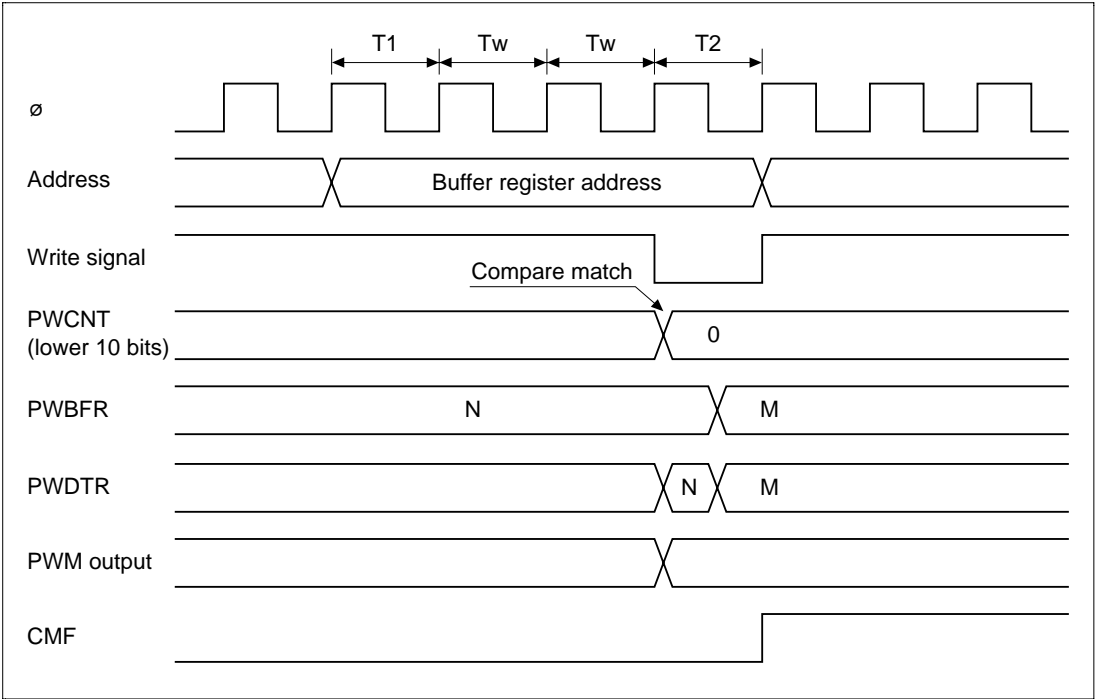 T1 Tw Tw T2
ø
Address
Buffer register address
Write signal
Compare match
PWCNT
(lower 10 bits)
0
PWBFR
N M
PWDTR
N M
PWM output
CMF